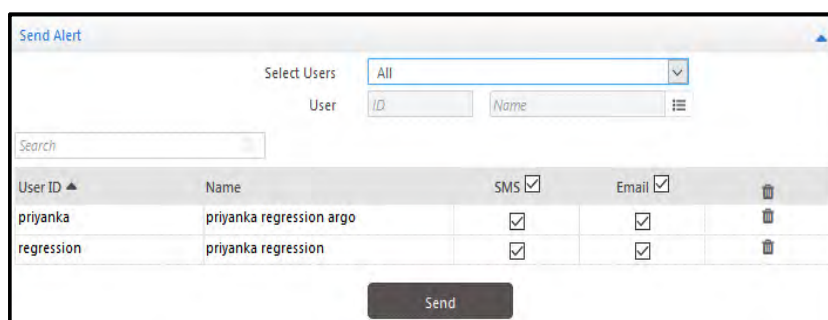 Send Alert
Select Users All
User ID Name
Search
User ID Name SMS Email
priyanka priyanka regression argo
regression priyanka regression
Send